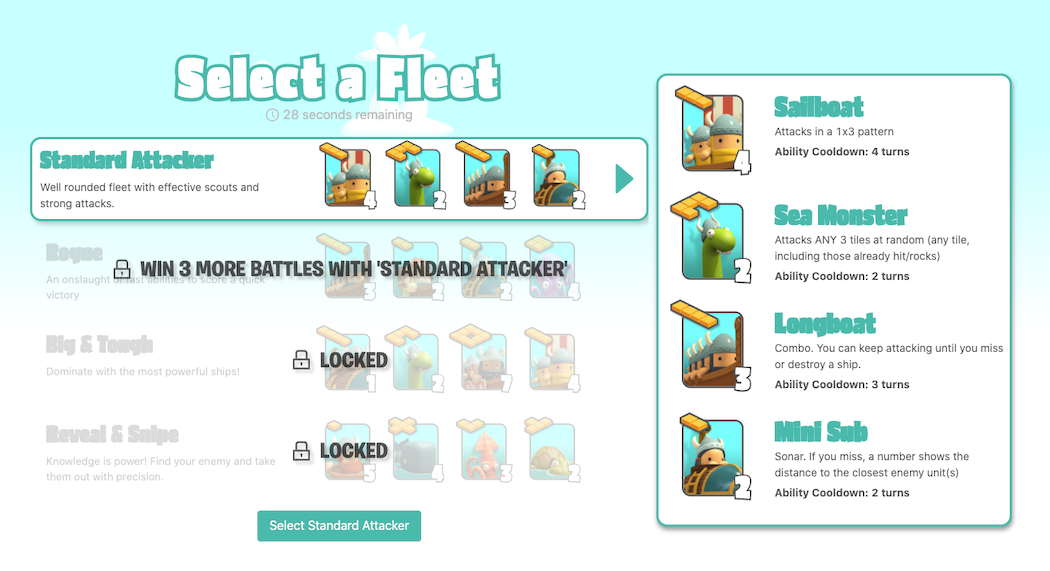 Select a Fleet
28 seconds remaining
Standard Attacker
Well rounded fleet with effective scouts and
strong attacks.
4
2
3
2
Rogue
WIN 3 MORE BATTLES WITH 'STANDARD ATTACKER'
An onslaught of fast abilities to score a quick
victory
3
2
2
4
Big & Tough
LOCKED
Dominate with the most powerful ships!
1
2
7
4
Reveal & Snipe
LOCKED
Knowledge is power! Find your enemy and take
them out with precision.
5
4
3
2
Select Standard Attacker
Sailboat
Attacks in a 1x3 pattern
Ability Cooldown: 4 turns
4
Sea Monster
Attacks ANY 3 tiles at random (any tile,
including those already hit/rocks)
Ability Cooldown: 2 turns
2
Longboat
Combo. You can keep attacking until you miss
or destroy a ship.
Ability Cooldown: 3 turns
3
Mini Sub
Sonar. If you miss, a number shows the
distance to the closest enemy unit(s)
Ability Cooldown: 2 turns
2